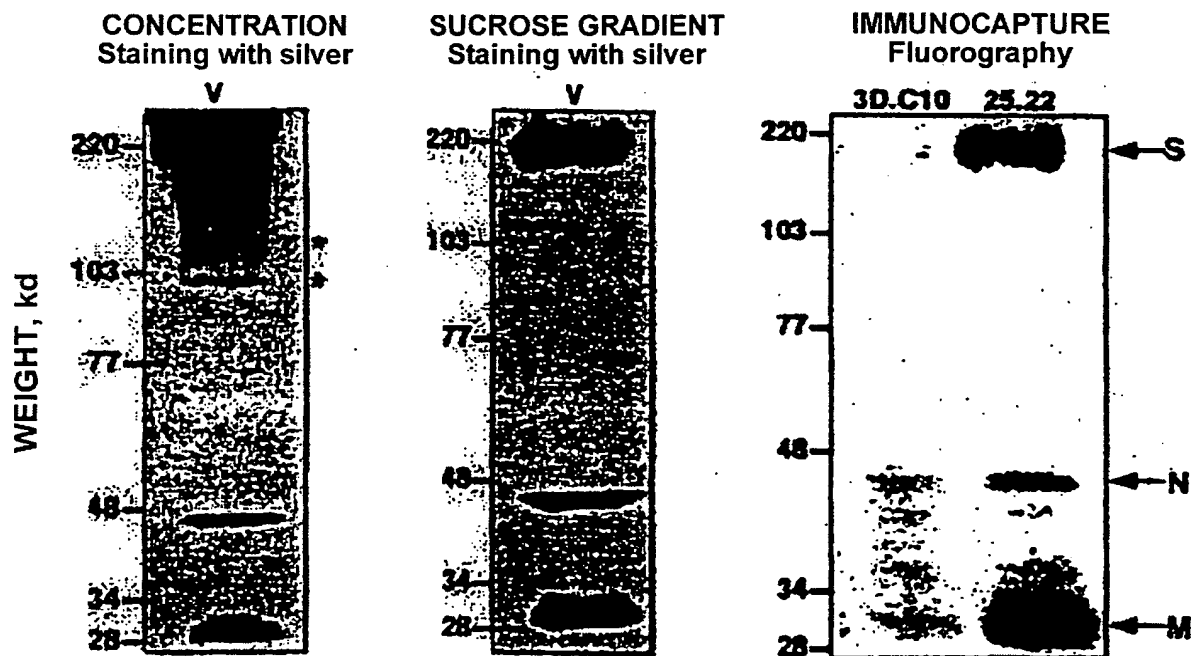 CONCENTRATION
Staining with silver
V
220
103
77
48
34
28
*
*
WEIGHT, kd
SUCROSE GRADIENT
Staining with silver
V
220
103
77
48
34
28
IMMUNOCAPTURE
Fluorography
3D.C10 25.22
220
103
77
48
34
28
S
N
M